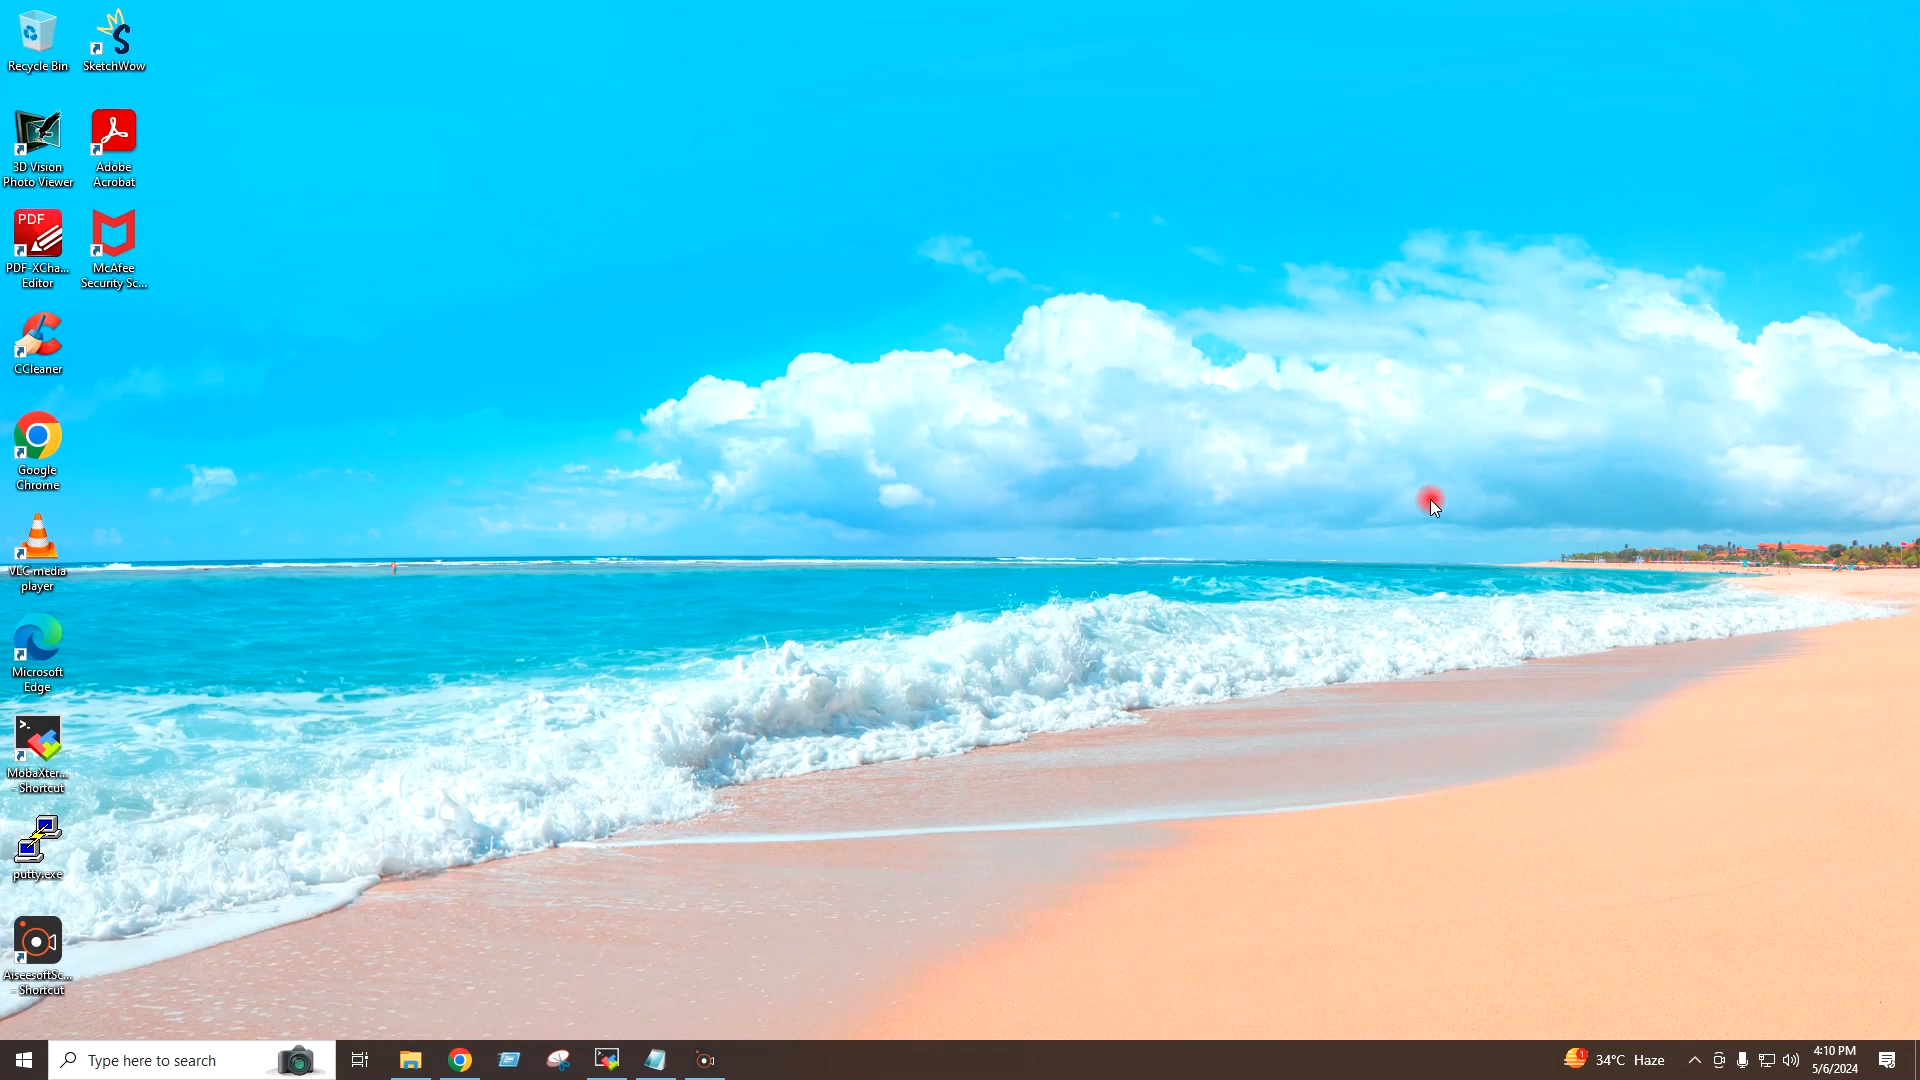 Recycle Bin
SketchWow
3D Vision
Photo Viewer
Adobe
Acrobat
PDF
PDF-XCha...
Editor
McAfee
Security Sc...
CCleaner
Google
Chrome
VLC media
player
Microsoft
Edge
MobaXter...
- Shortcut
putty.exe
AiseesoftSc...
- Shortcut
Type here to search
1
34°C Haze
4:10 PM
5/6/2024